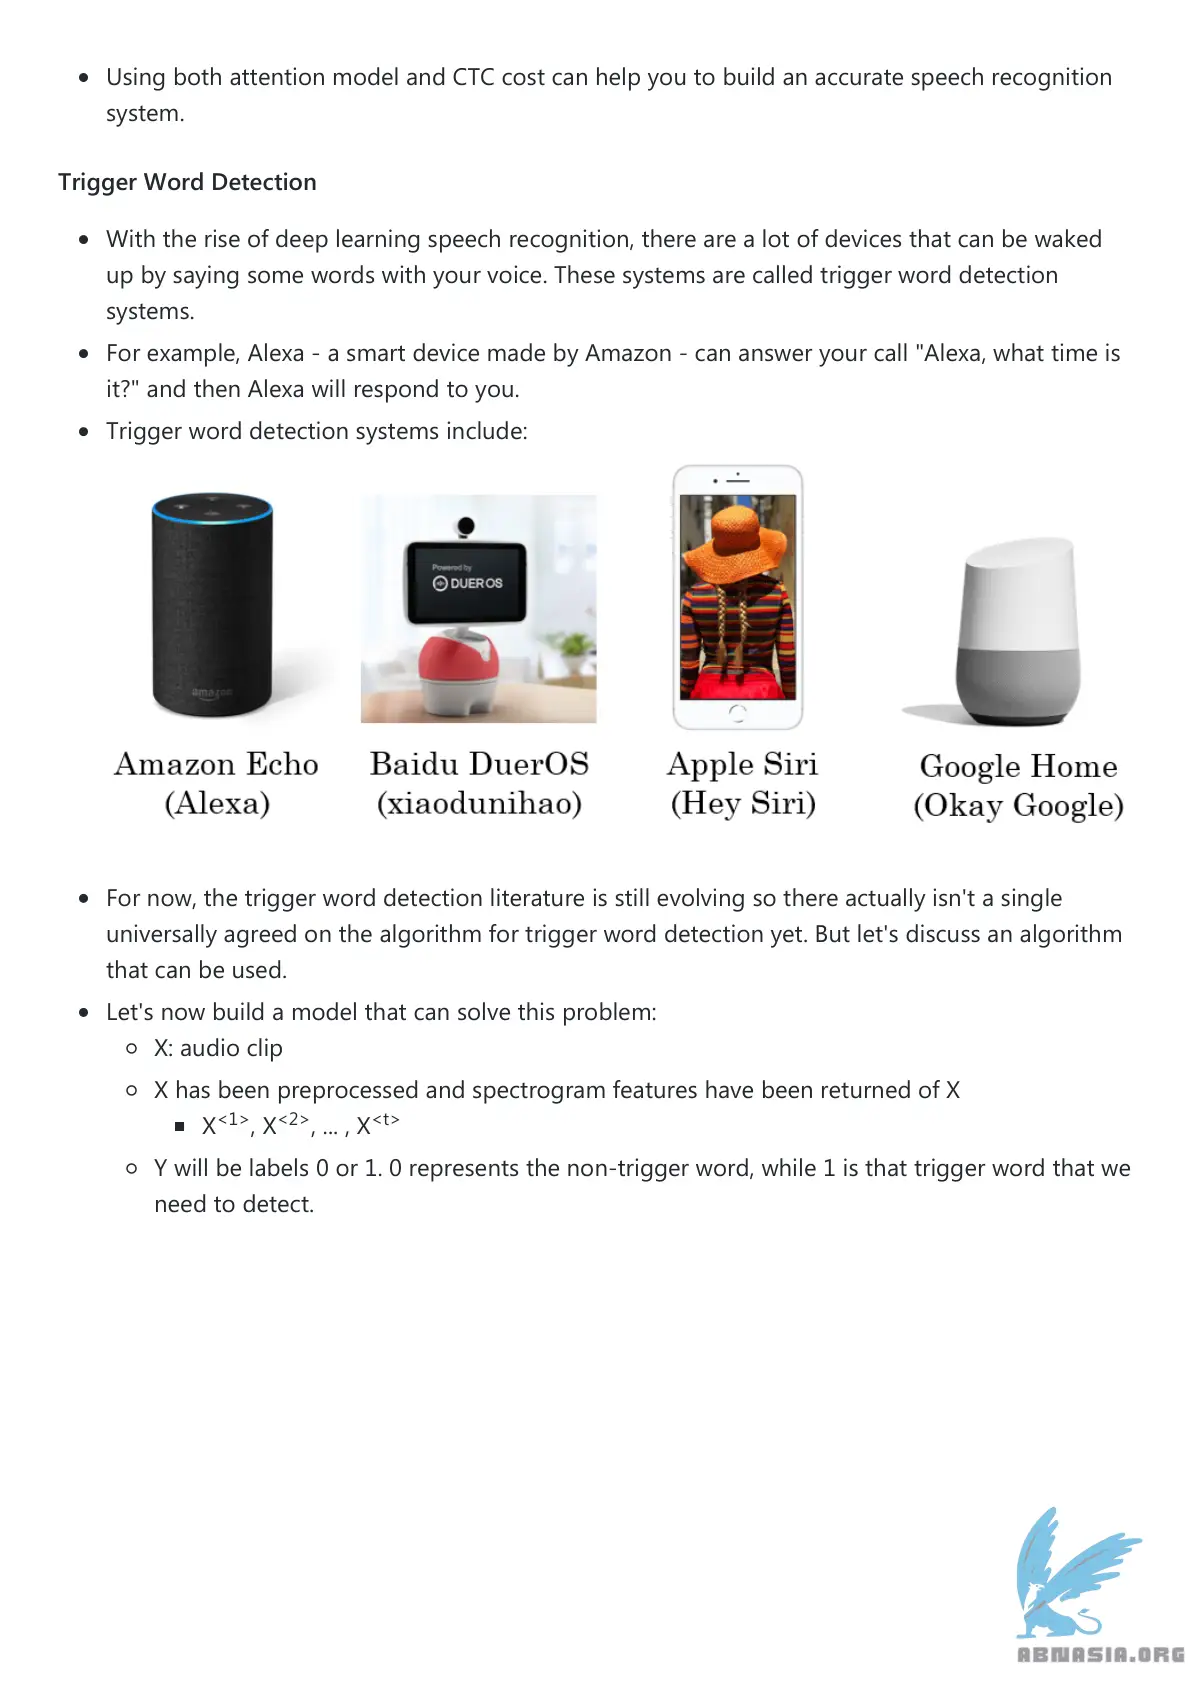 Using both attention model and CTC cost can help you to build an accurate speech recognition
system.
Trigger Word Detection
With the rise of deep learning speech recognition, there are a lot of devices that can be waked
up by saying some words with your voice. These systems are called trigger word detection
systems.
For example, Alexa - a smart device made by Amazon - can answer your call "Alexa, what time is
it?" and then Alexa will respond to you.
Trigger word detection systems include:
Powered by
DUER OS
amazon
Amazon Echo
(Alexa)
Baidu DuerOS
(xiaodunihao)
Apple Siri
(Hey Siri)
Google Home
(Okay Google)
For now, the trigger word detection literature is still evolving so there actually isn't a single
universally agreed on the algorithm for trigger word detection yet. But let's discuss an algorithm
that can be used.
Let's now build a model that can solve this problem:
X: audio clip
X has been preprocessed and spectrogram features have been returned of X
X<1>, X<2>, ... , X<t>
Y will be labels 0 or 1. 0 represents the non-trigger word, while 1 is that trigger word that we
need to detect.
ABNASIA.ORG